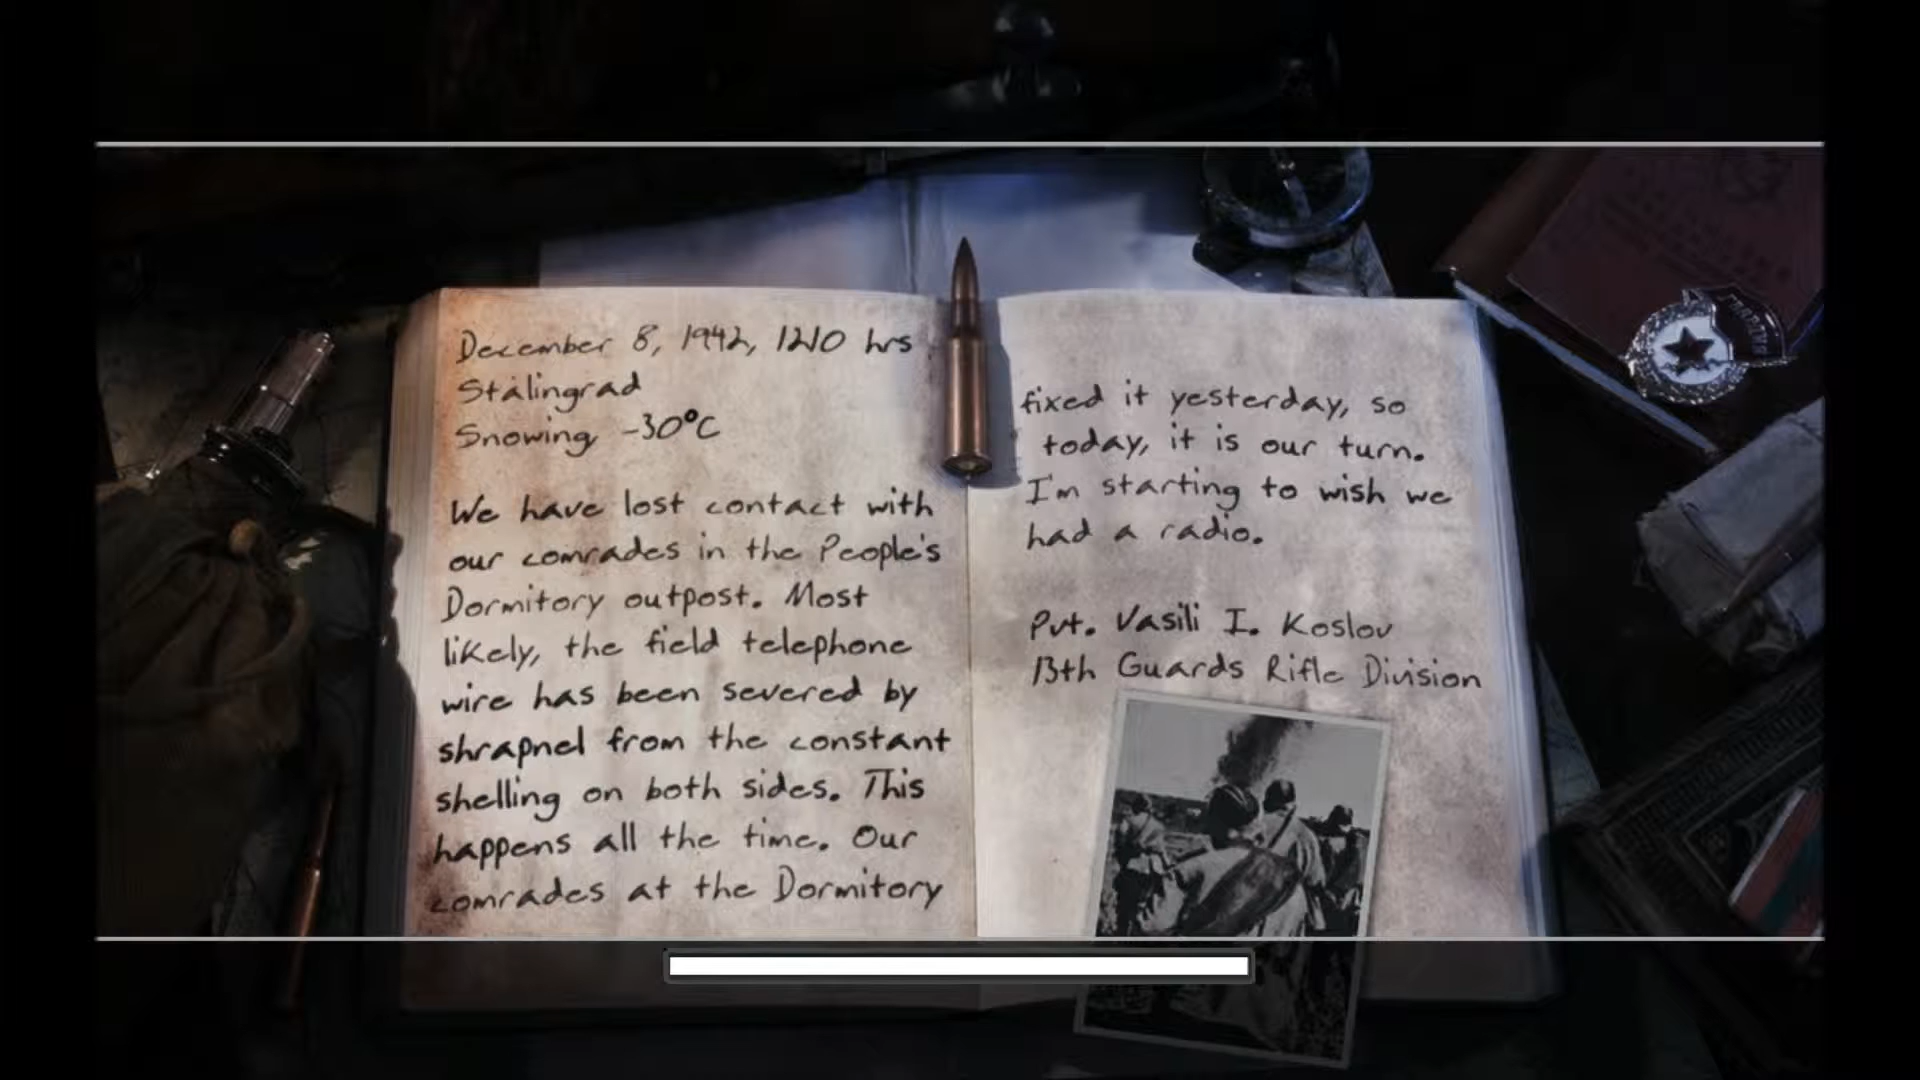 December 8, 1942, 1210 hrs
Stalingrad
Snowing -30°C
We have lost contact with
our comrades in the People's
Dormitory outpost. Most
likely, the field telephone
wire has been severed by
shrapnel from the constant
shelling on both sides. This
happens all the time. Our
comrades at the Dormitory
fixed it yesterday, so
today, it is our turn.
I'm starting to wish we
had a radio.
Pvt. Vasili I. Koslov
13th Guards Rifle Division